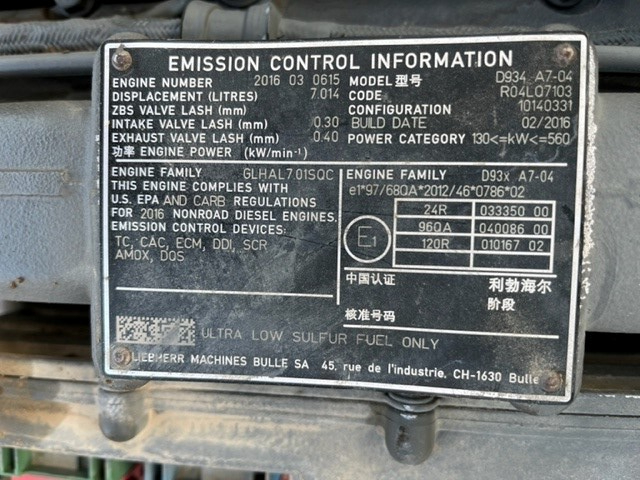 EMISSION CONTROL INFORMATION
ENGINE NUMBER 2016 03 0615
DISPLACEMENT (LITRES) 7.014
ZBS VALVE LASH (mm)
INTAKE VALVE LASH (mm) 0.30
EXHAUST VALVE LASH (mm) 0.40
功率 ENGINE POWER (kW/min⁻¹)
MODEL 型号 D934 A7-04
CODE R04LQ7103
CONFIGURATION 10140331
BUILD DATE 02/2016
POWER CATEGORY 130<=kW<=560
ENGINE FAMILY GLHAL7.01SQC
THIS ENGINE COMPLIES WITH
U.S. EPA AND CARB REGULATIONS
FOR 2016 NONROAD DIESEL ENGINES.
EMISSION CONTROL DEVICES:
TC, CAC, ECM, DDI, SCR
AMOX, DOS
ENGINE FAMILY D93x A7-04
e1*97/68QA*2012/46*0786*02
E1
24R 033350 00
96QA 040086 00
120R 010167 02
中国认证 利勃海尔
阶段
核准号码
ULTRA LOW SULFUR FUEL ONLY
LIEBHERR MACHINES BULLE SA 45, rue de l'industrie, CH-1630 Bulle